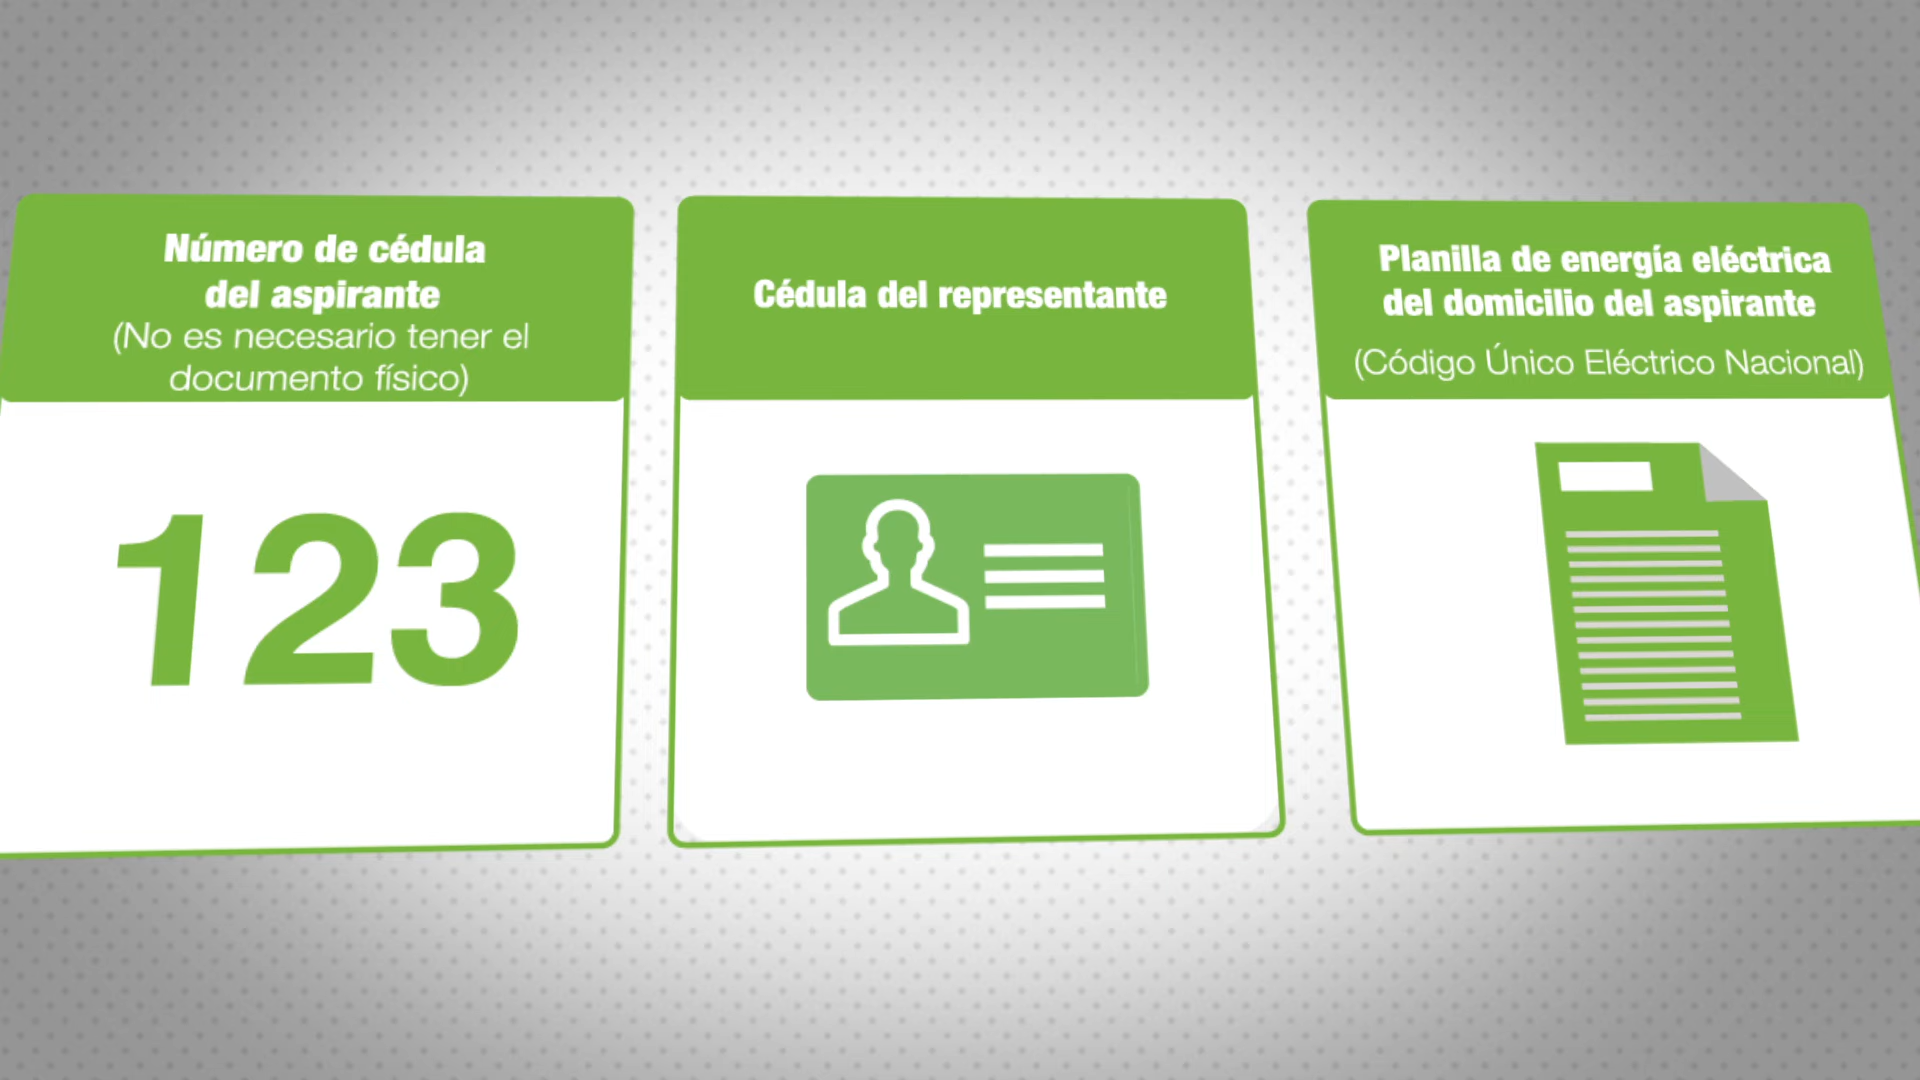 Número de cédula
del aspirante
(No es necesario tener el
documento físico)
123
Cédula del representante
Planilla de energía eléctrica
del domicilio del aspirante
(Código Único Eléctrico Nacional)